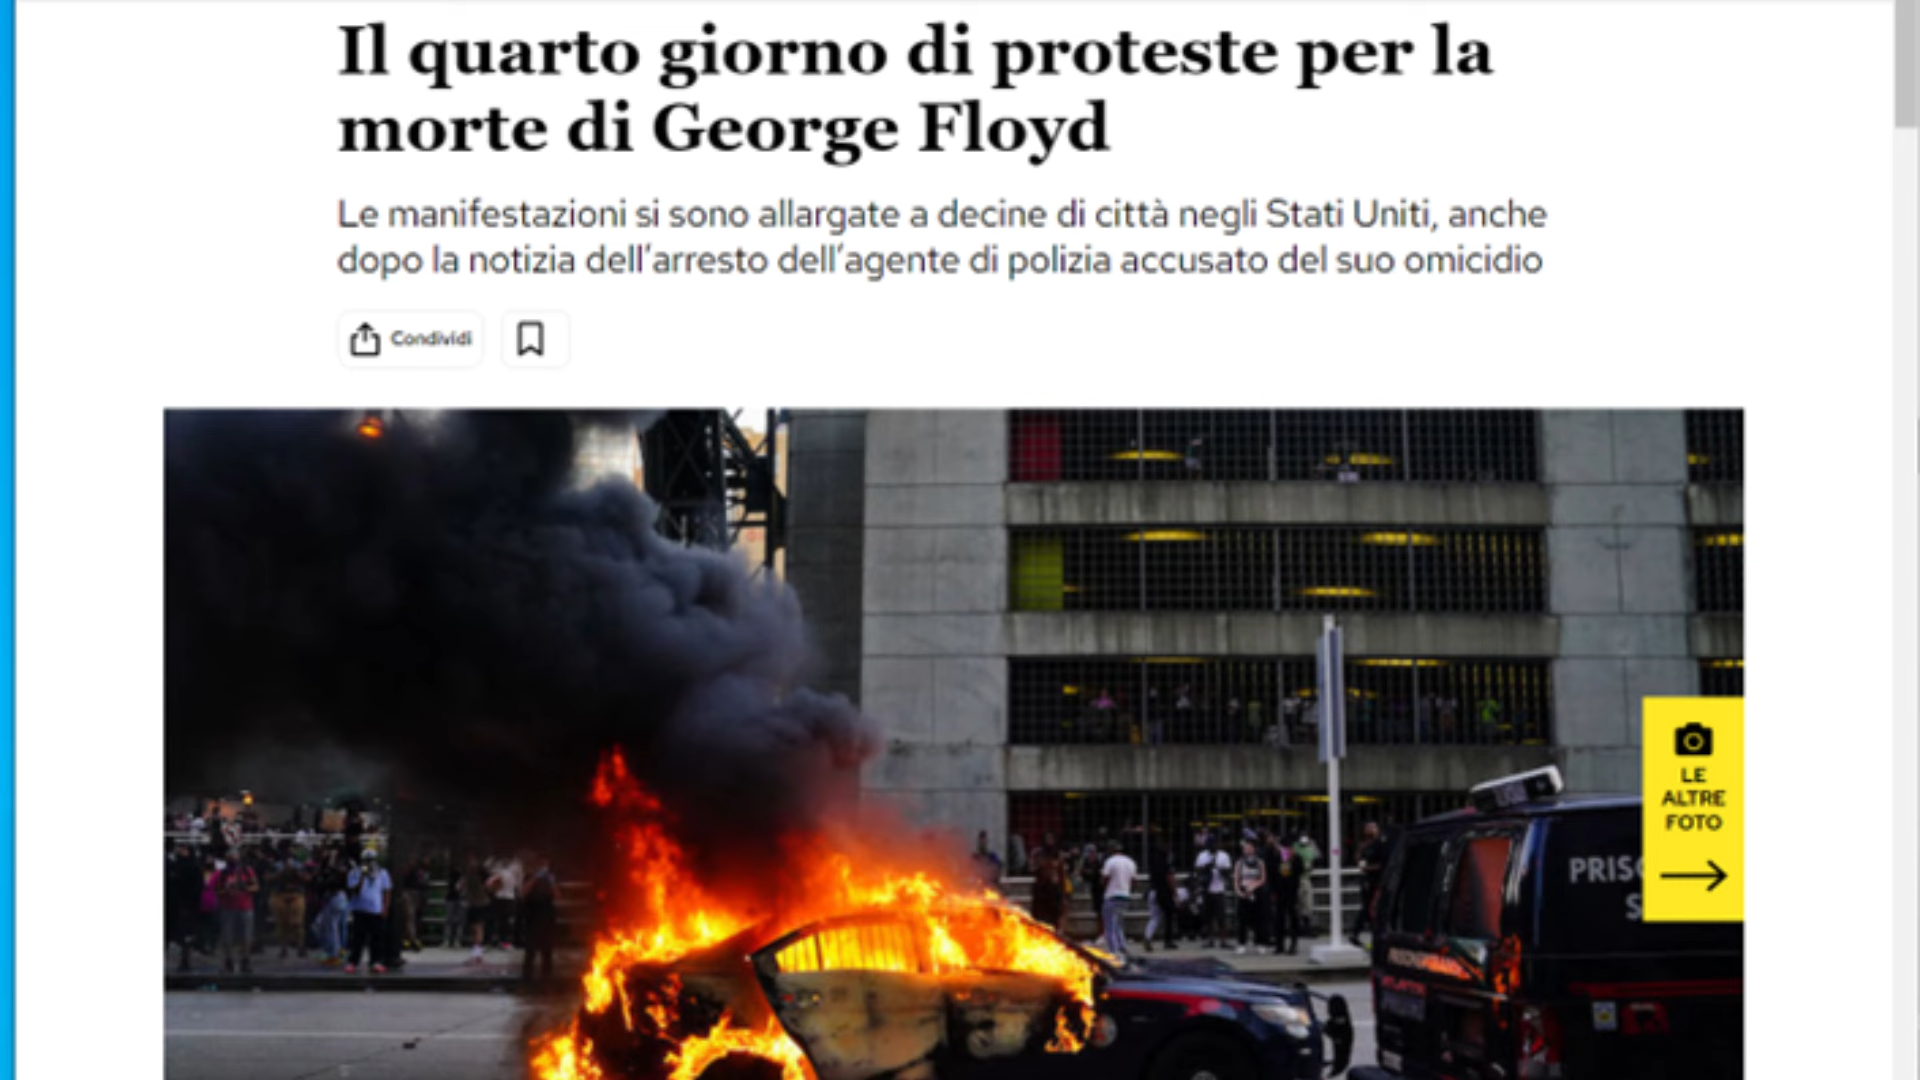 Il quarto giorno di proteste per la
morte di George Floyd
Le manifestazioni si sono allargate a decine di città negli Stati Uniti, anche
dopo la notizia dell'arresto dell'agente di polizia accusato del suo omicidio
Condividi
LE
ALTRE
FOTO
PRISO
S